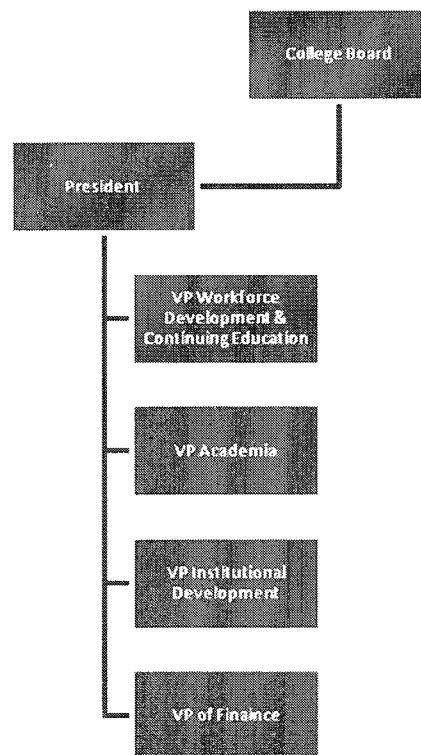 College Board
President
VP Workforce
Development &
Continuing Education
VP Academia
VP Institutional
Development
VP of Finaince